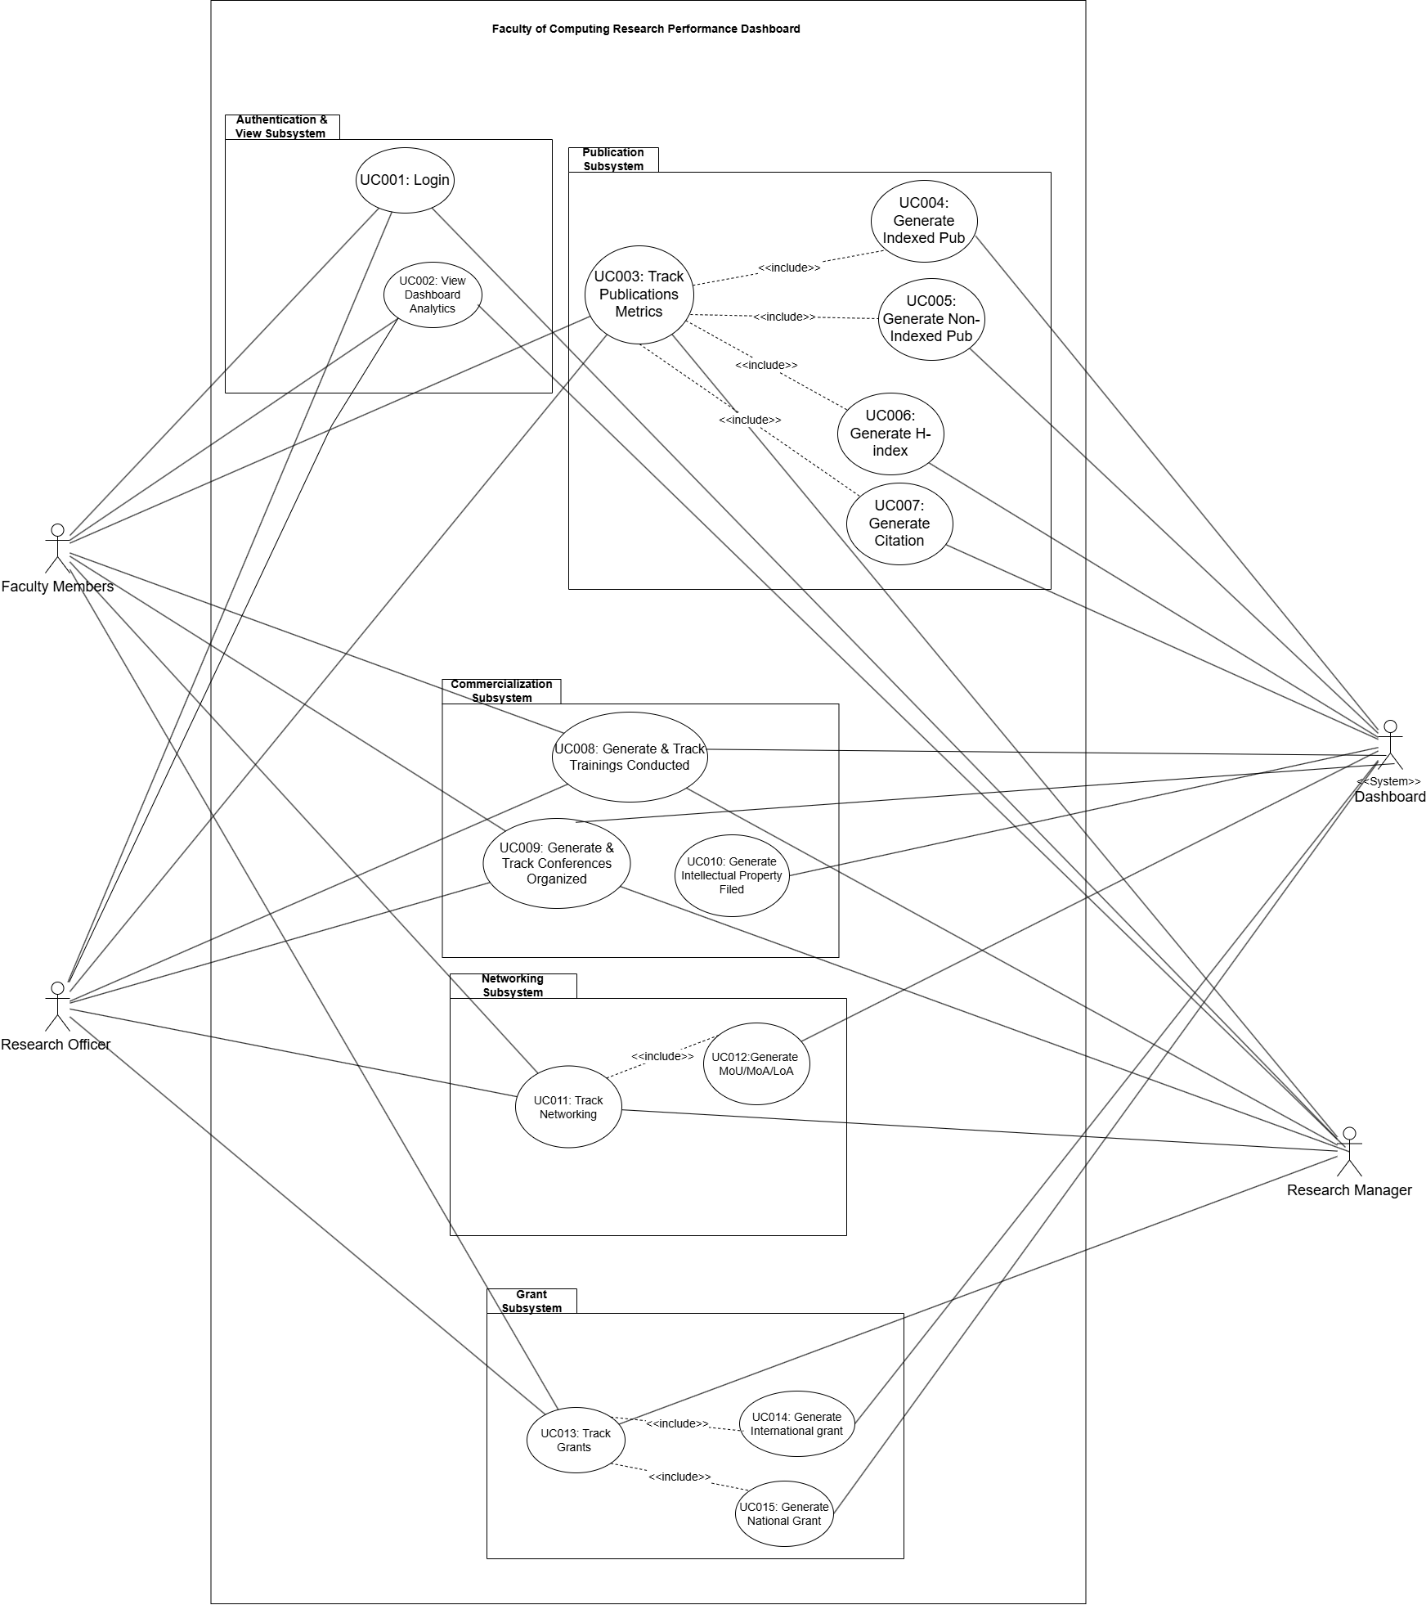 Faculty of Computing Research Performance Dashboard
Authentication &
View Subsystem
UC001: Login
UC002: View
Dashboard
Analytics
Publication
Subsystem
UC003: Track
Publications
Metrics
UC004:
Generate
Indexed Pub
<<include>>
UC005:
Generate Non-
Indexed Pub
<<include>>
UC006:
Generate H-
index
<<include>>
UC007:
Generate
Citation
<<include>>
Faculty Members
Commercialization
Subsystem
UC008: Generate & Track
Trainings Conducted
UC009: Generate &
Track Conferences
Organized
UC010: Generate
Intellectual Property
Filed
<<System>>
Dashboard
Networking
Subsystem
UC011: Track
Networking
<<include>>
UC012:Generate
MoU/MoA/LoA
Research Officer
Research Manager
Grant
Subsystem
UC013: Track
Grants
<<include>>
UC014: Generate
International grant
<<include>>
UC015: Generate
National Grant